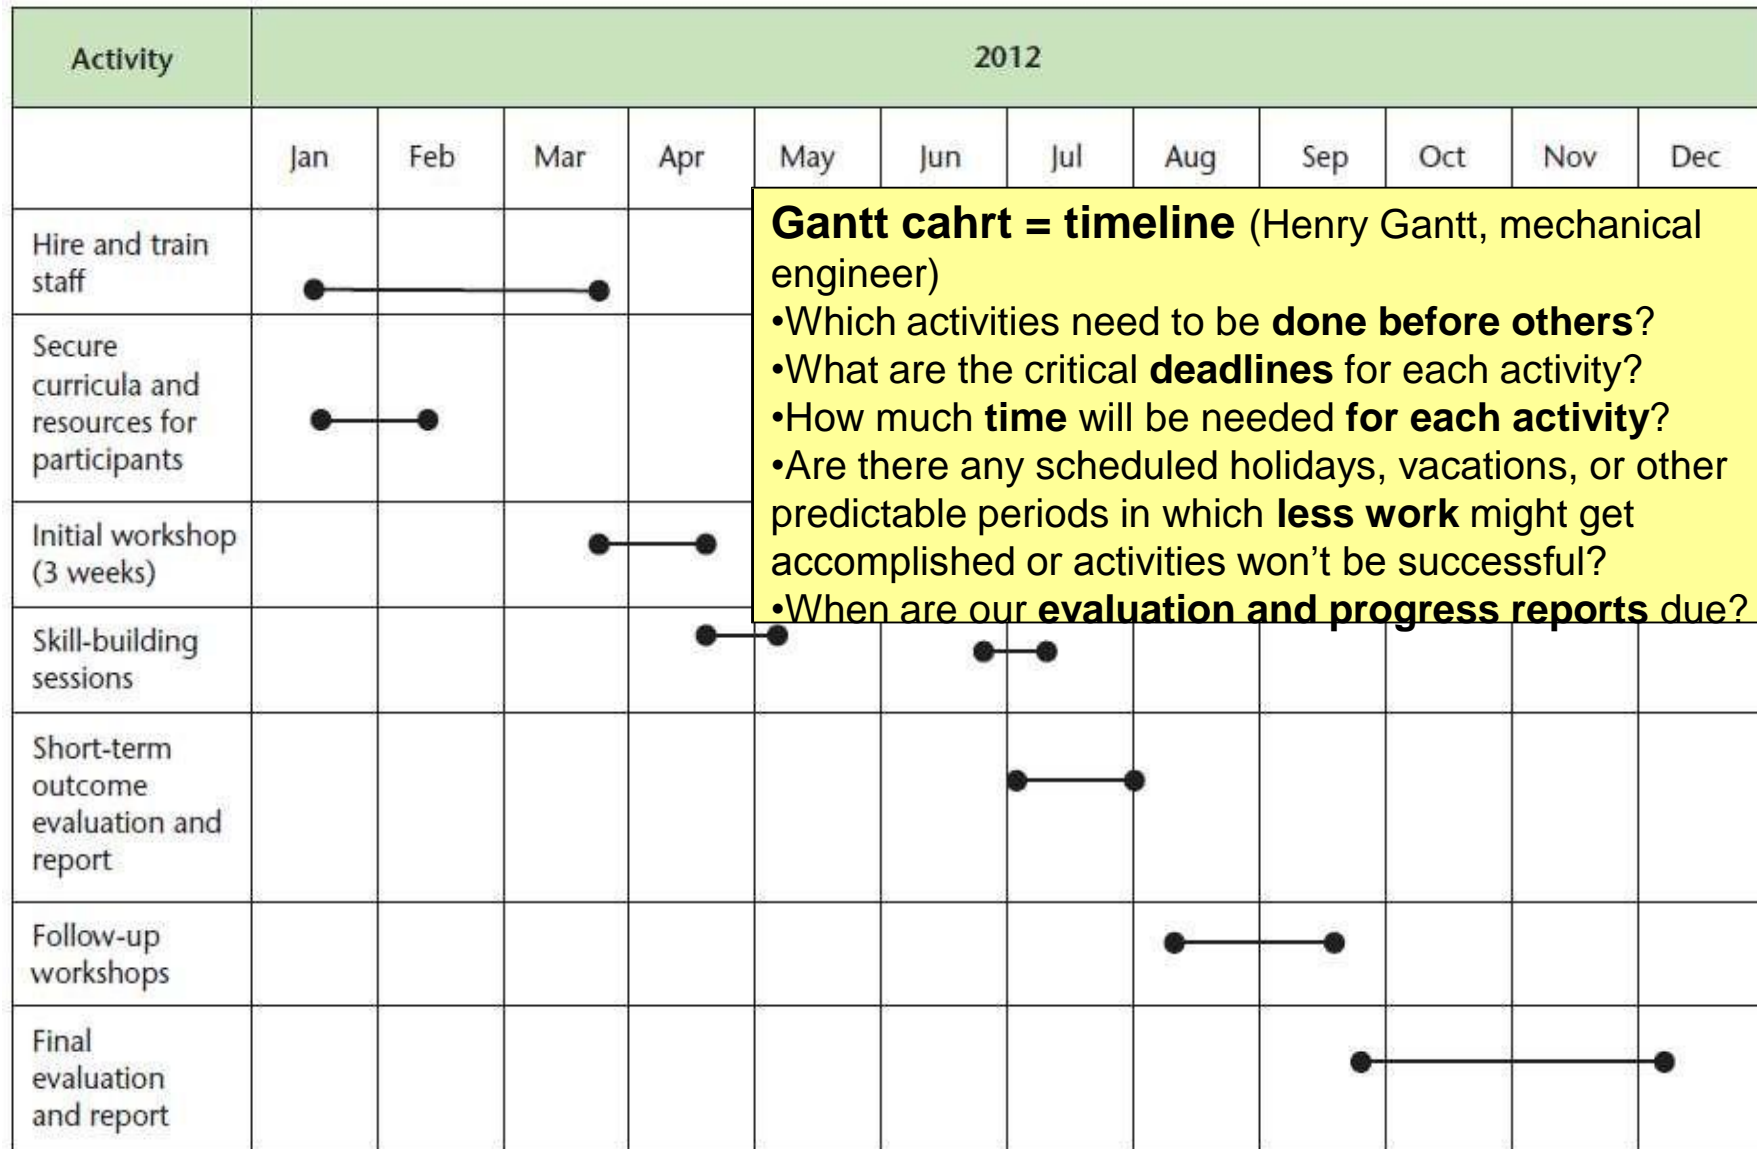 Activity
2012
Jan Feb Mar Apr May Jun Jul Aug Sep Oct Nov Dec
Hire and train
staff
Secure
curricula and
resources for
participants
Initial workshop
(3 weeks)
Skill-building
sessions
Short-term
outcome
evaluation and
report
Follow-up
workshops
Final
evaluation
and report
Gantt cahrt = timeline (Henry Gantt, mechanical
engineer)
•Which activities need to be done before others?
•What are the critical deadlines for each activity?
•How much time will be needed for each activity?
•Are there any scheduled holidays, vacations, or other
predictable periods in which less work might get
accomplished or activities won’t be successful?
•When are our evaluation and progress reports due?